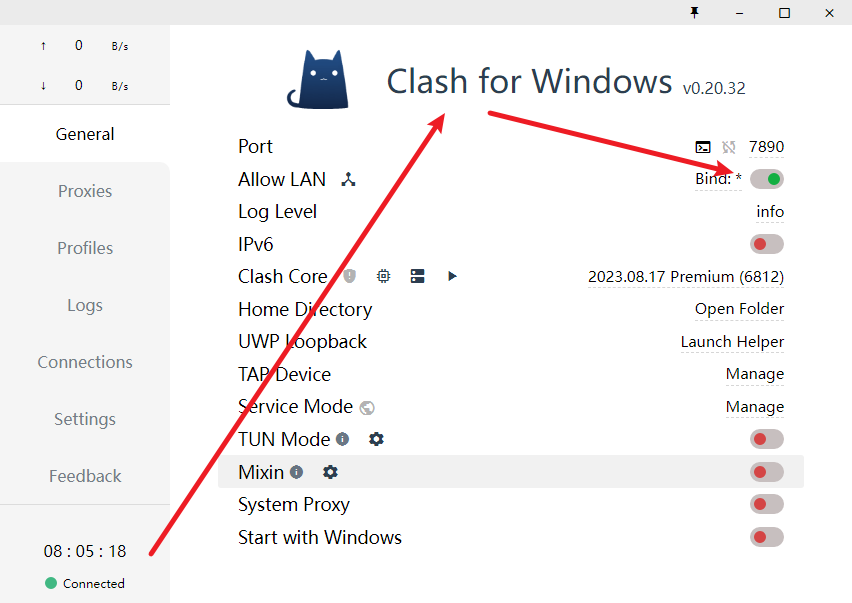 ↑ 0 B/s
↓ 0 B/s
General
Proxies
Profiles
Logs
Connections
Settings
Feedback
08 : 05 : 18
Connected
Clash for Windows v0.20.32
Port 7890
Allow LAN Bind: *
Log Level info
IPv6
Clash Core 2023.08.17 Premium (6812)
Home Directory Open Folder
UWP Loopback Launch Helper
TAP Device Manage
Service Mode Manage
TUN Mode
Mixin
System Proxy
Start with Windows